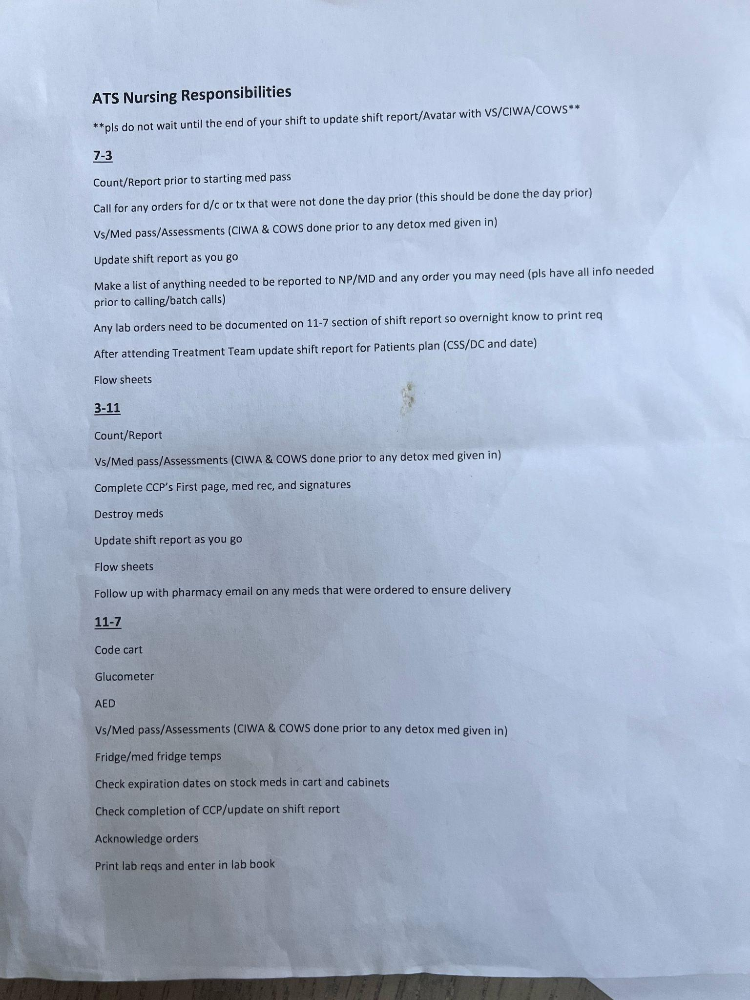 ATS Nursing Responsibilities
**pls do not wait until the end of your shift to update shift report/Avatar with VS/CIWA/COWS**
7-3
Count/Report prior to starting med pass
Call for any orders for d/c or tx that were not done the day prior (this should be done the day prior)
Vs/Med pass/Assessments (CIWA & COWS done prior to any detox med given in)
Update shift report as you go
Make a list of anything needed to be reported to NP/MD and any order you may need (pls have all info needed
prior to calling/batch calls)
Any lab orders need to be documented on 11-7 section of shift report so overnight know to print req
After attending Treatment Team update shift report for Patients plan (CSS/DC and date)
Flow sheets
3-11
Count/Report
Vs/Med pass/Assessments (CIWA & COWS done prior to any detox med given in)
Complete CCP’s First page, med rec, and signatures
Destroy meds
Update shift report as you go
Flow sheets
Follow up with pharmacy email on any meds that were ordered to ensure delivery
11-7
Code cart
Glucometer
AED
Vs/Med pass/Assessments (CIWA & COWS done prior to any detox med given in)
Fridge/med fridge temps
Check expiration dates on stock meds in cart and cabinets
Check completion of CCP/update on shift report
Acknowledge orders
Print lab reqs and enter in lab book